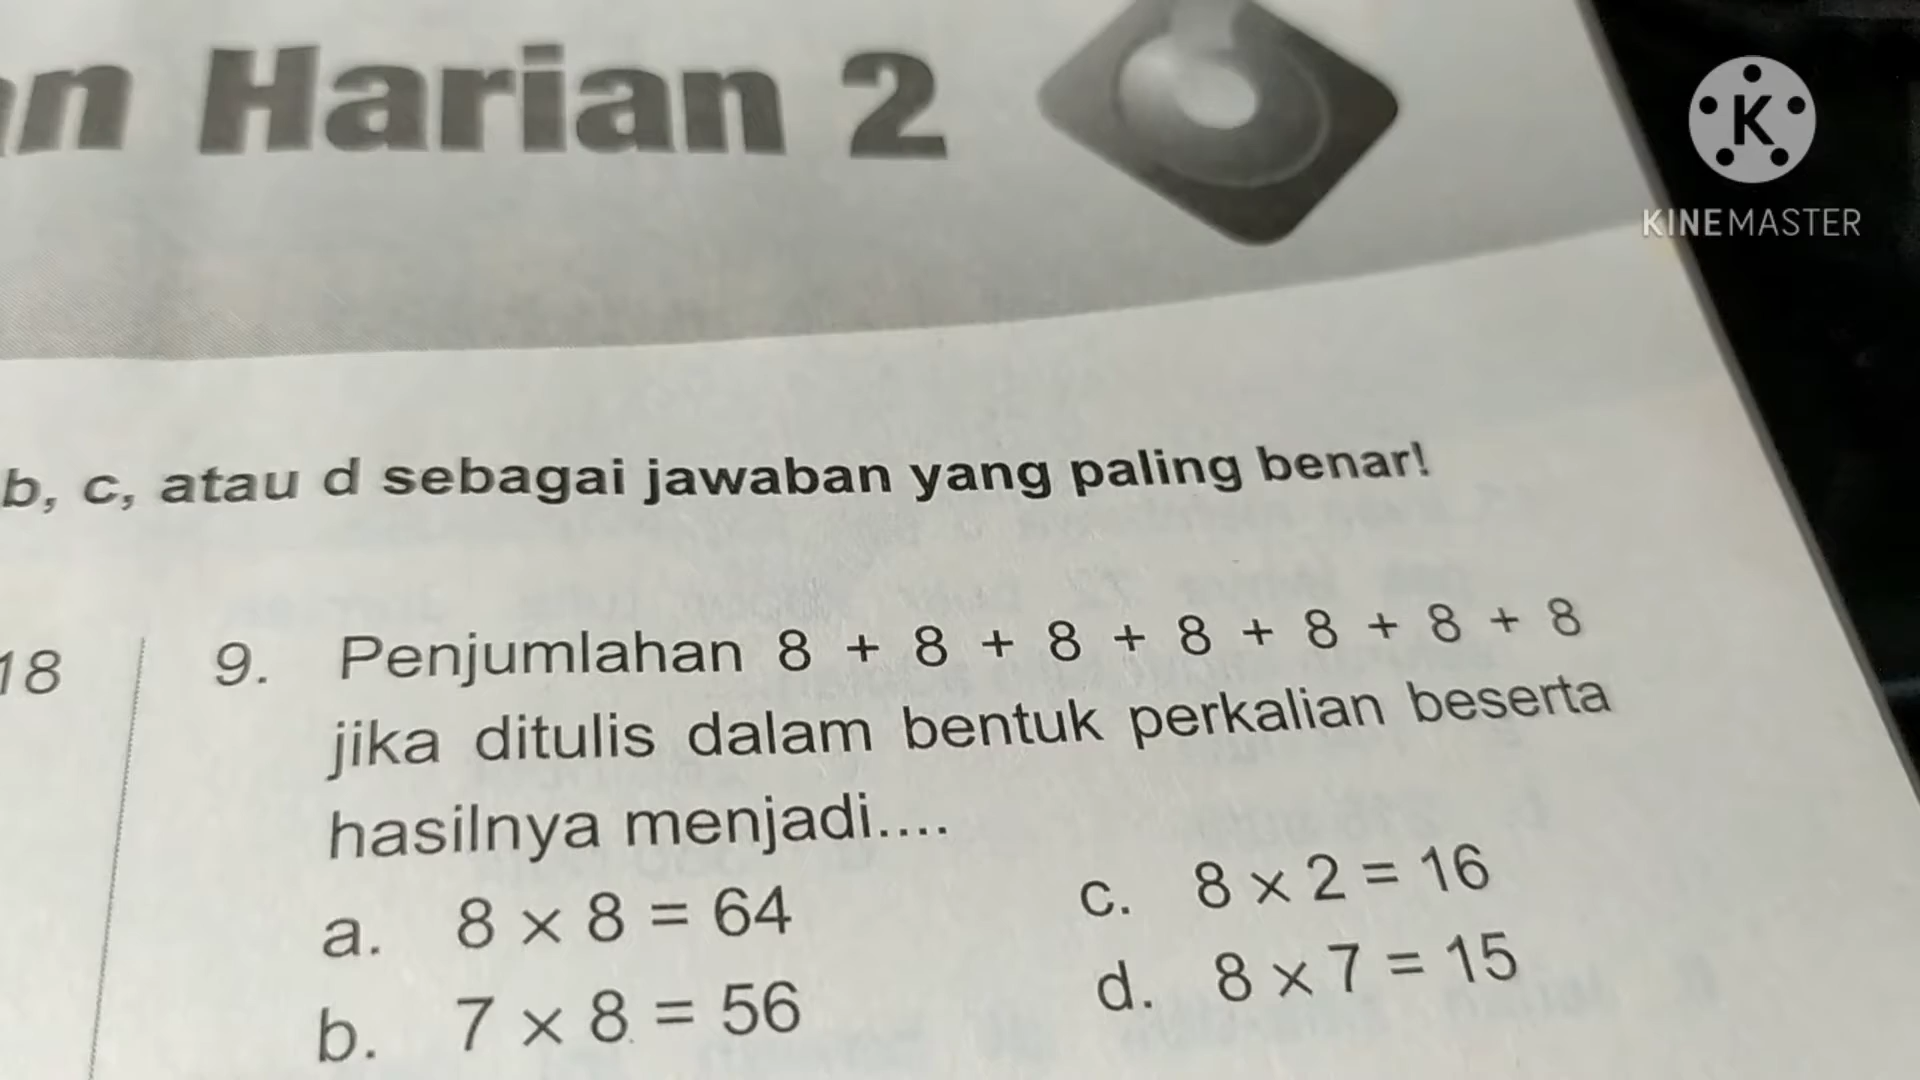 n Harian 2
K
KINEMASTER
b, c, atau d sebagai jawaban yang paling benar!
18
9. Penjumlahan 8 + 8 + 8 + 8 + 8 + 8 + 8
jika ditulis dalam bentuk perkalian beserta
hasilnya menjadi....
a. 8 × 8 = 64
b. 7 × 8 = 56
c. 8 × 2 = 16
d. 8 × 7 = 15